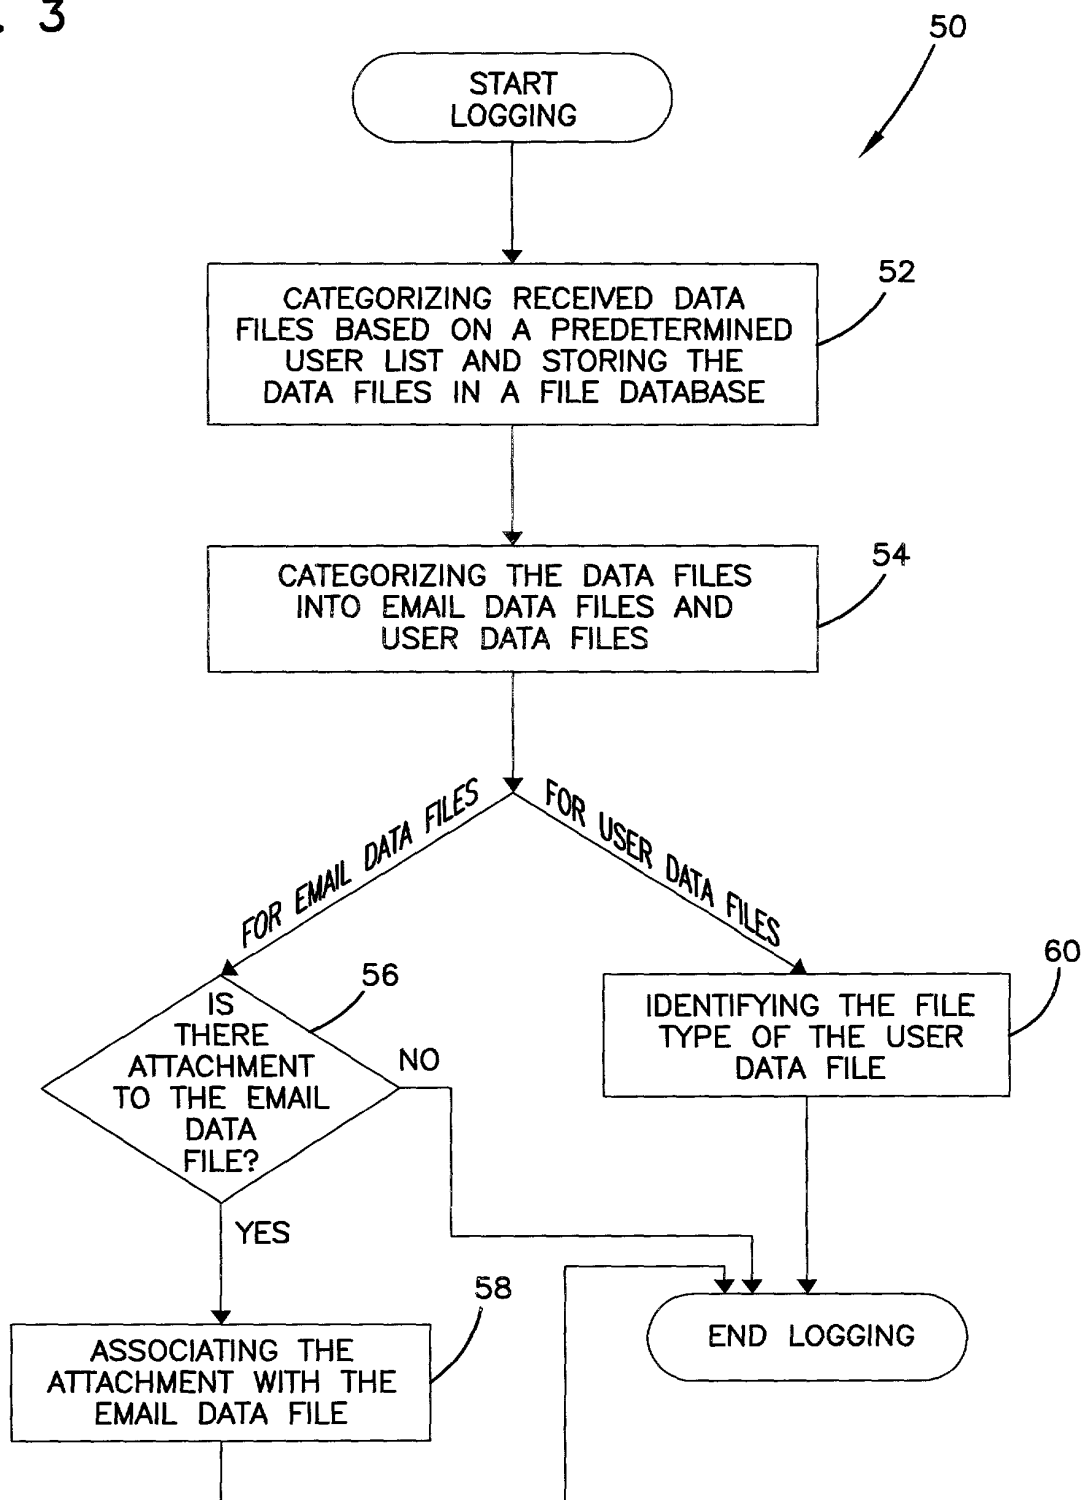 . 3
50
START
LOGGING
52
CATEGORIZING RECEIVED DATA
FILES BASED ON A PREDETERMINED
USER LIST AND STORING THE
DATA FILES IN A FILE DATABASE
54
CATEGORIZING THE DATA FILES
INTO EMAIL DATA FILES AND
USER DATA FILES
FOR EMAIL DATA FILES
FOR USER DATA FILES
56
IS
THERE
ATTACHMENT
TO THE EMAIL
DATA
FILE?
NO
YES
60
IDENTIFYING THE FILE
TYPE OF THE USER
DATA FILE
58
ASSOCIATING THE
ATTACHMENT WITH THE
EMAIL DATA FILE
END LOGGING